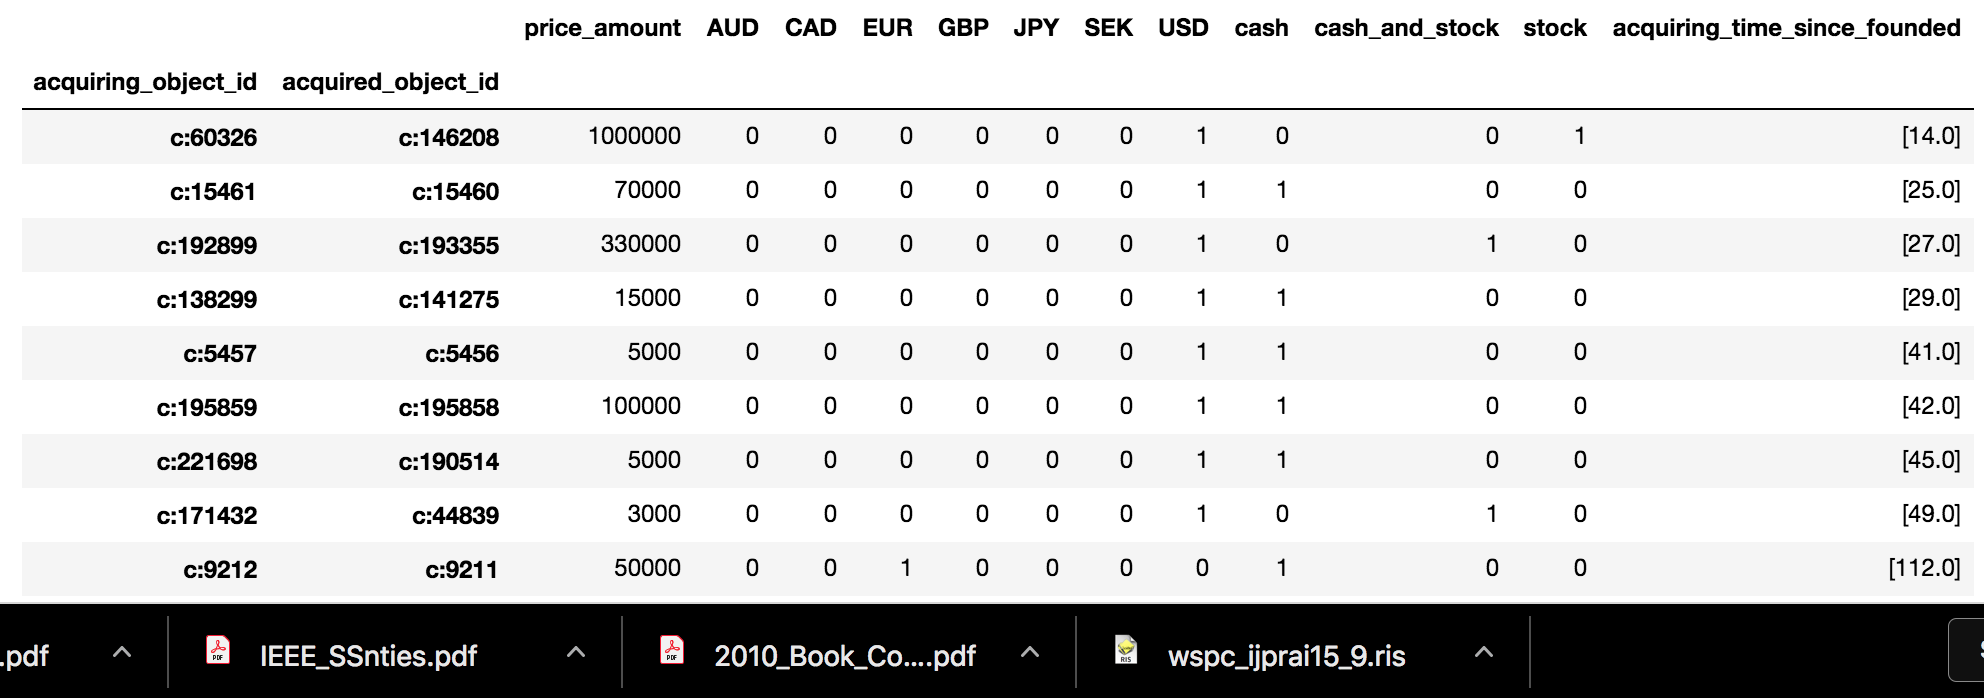 price_amount AUD CAD EUR GBP JPY SEK USD cash cash_and_stock stock acquiring_time_since_founded
acquiring_object_id acquired_object_id
c:60326 c:146208 1000000 0 0 0 0 0 0 1 0 0 1 [14.0]
c:15461 c:15460 70000 0 0 0 0 0 0 1 1 0 0 [25.0]
c:192899 c:193355 330000 0 0 0 0 0 0 1 0 1 0 [27.0]
c:138299 c:141275 15000 0 0 0 0 0 0 1 1 0 0 [29.0]
c:5457 c:5456 5000 0 0 0 0 0 0 1 1 0 0 [41.0]
c:195859 c:195858 100000 0 0 0 0 0 0 1 1 0 0 [42.0]
c:221698 c:190514 5000 0 0 0 0 0 0 1 1 0 0 [45.0]
c:171432 c:44839 3000 0 0 0 0 0 0 1 0 1 0 [49.0]
c:9212 c:9211 50000 0 0 1 0 0 0 0 1 0 0 [112.0]
.pdf PDF IEEE_SSnties.pdf PDF 2010_Book_Co....pdf RIS wspc_ijprai15_9.ris